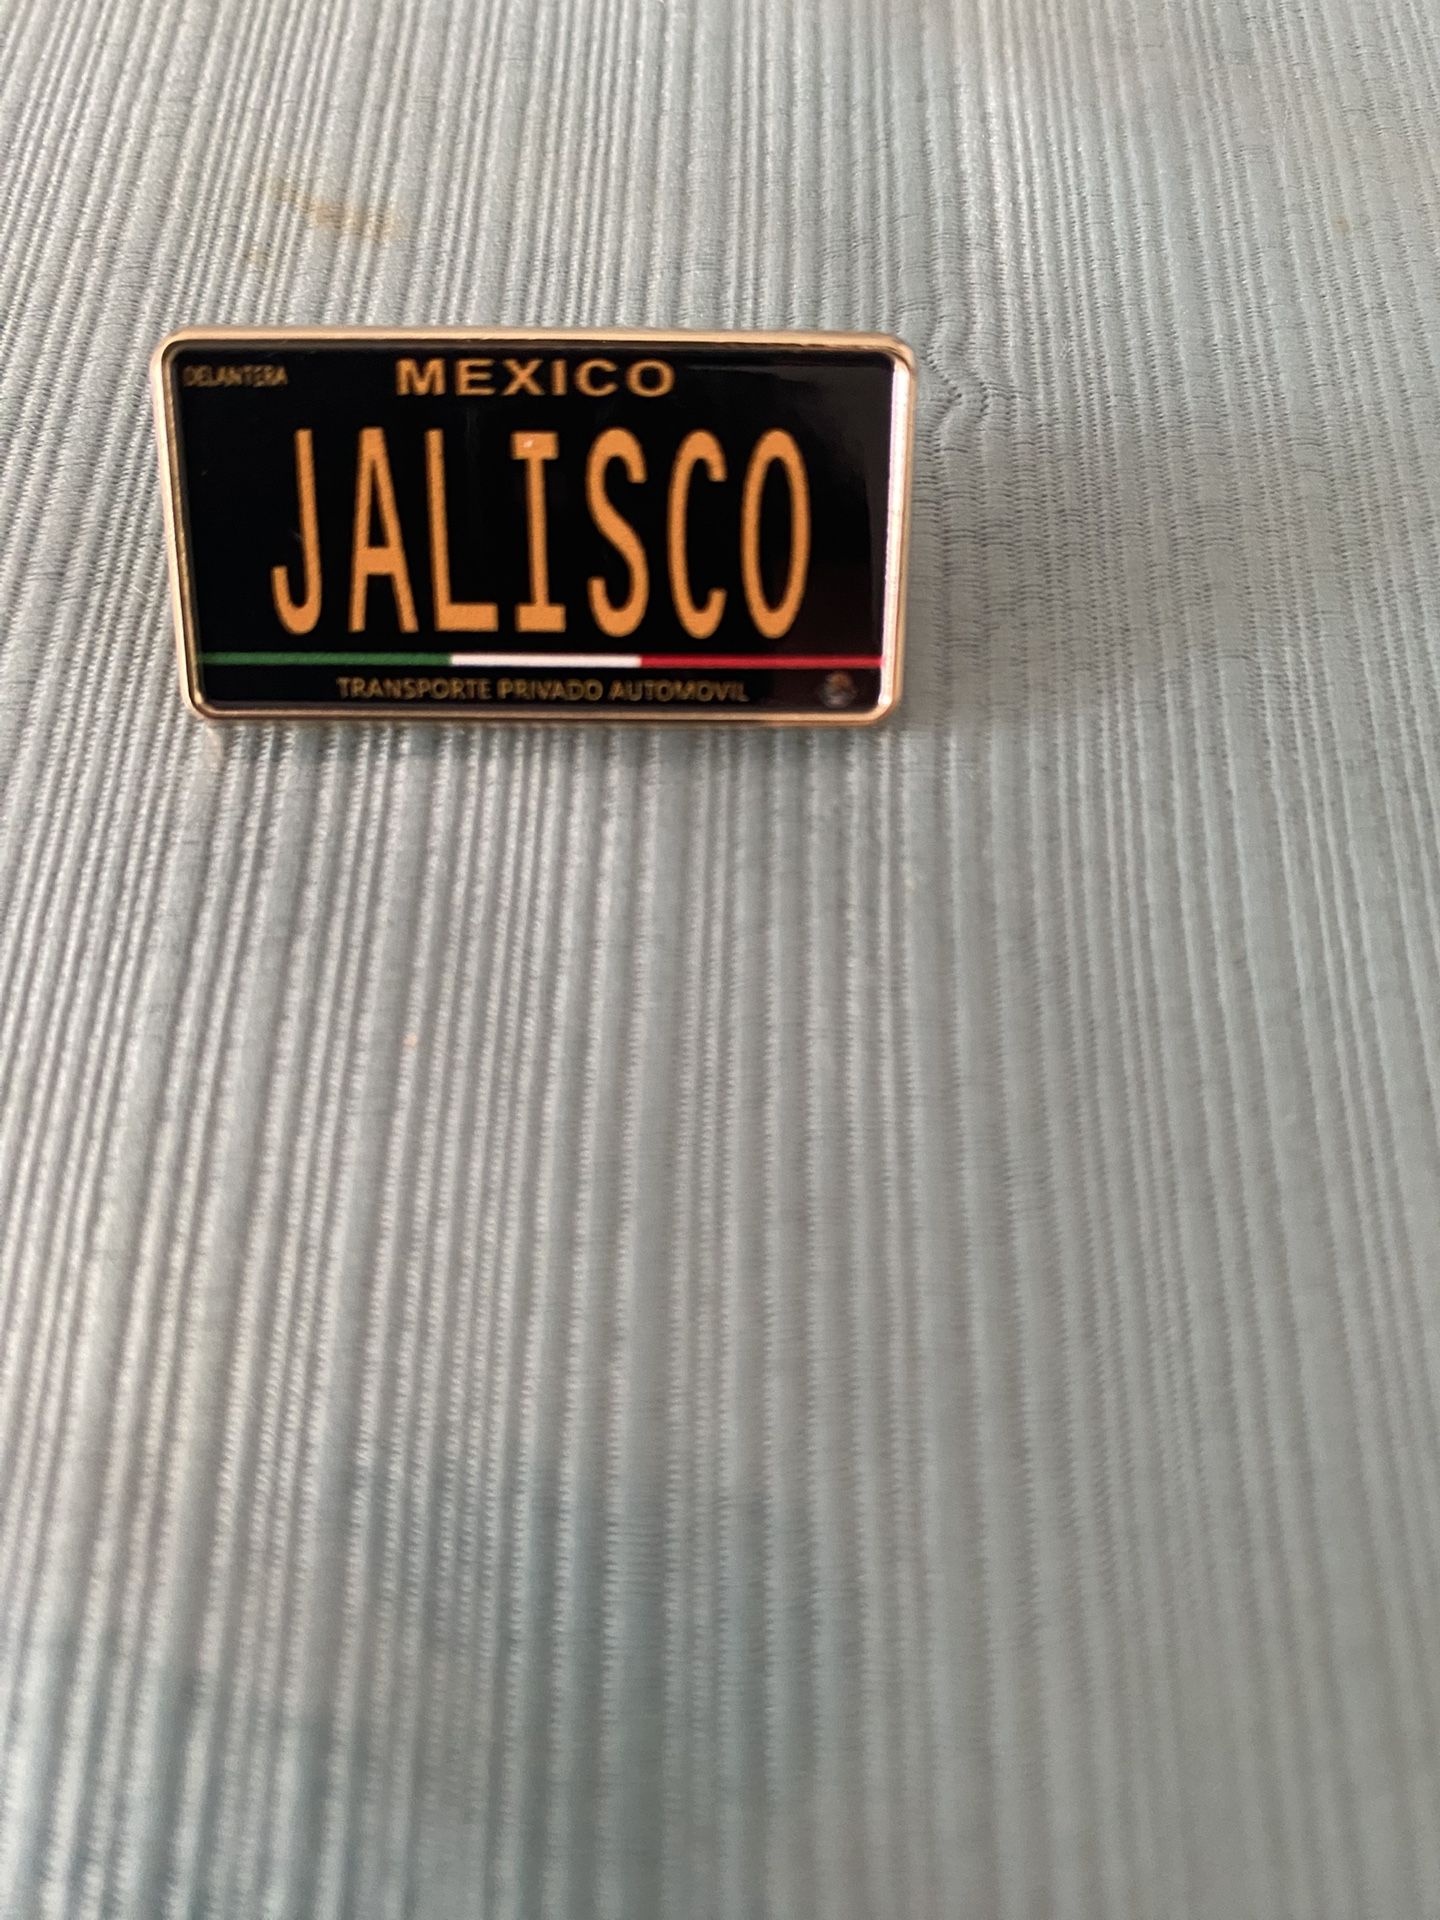 DELANTERA
MEXICO
JALISCO
TRANSPORTE PRIVADO AUTOMOVIL